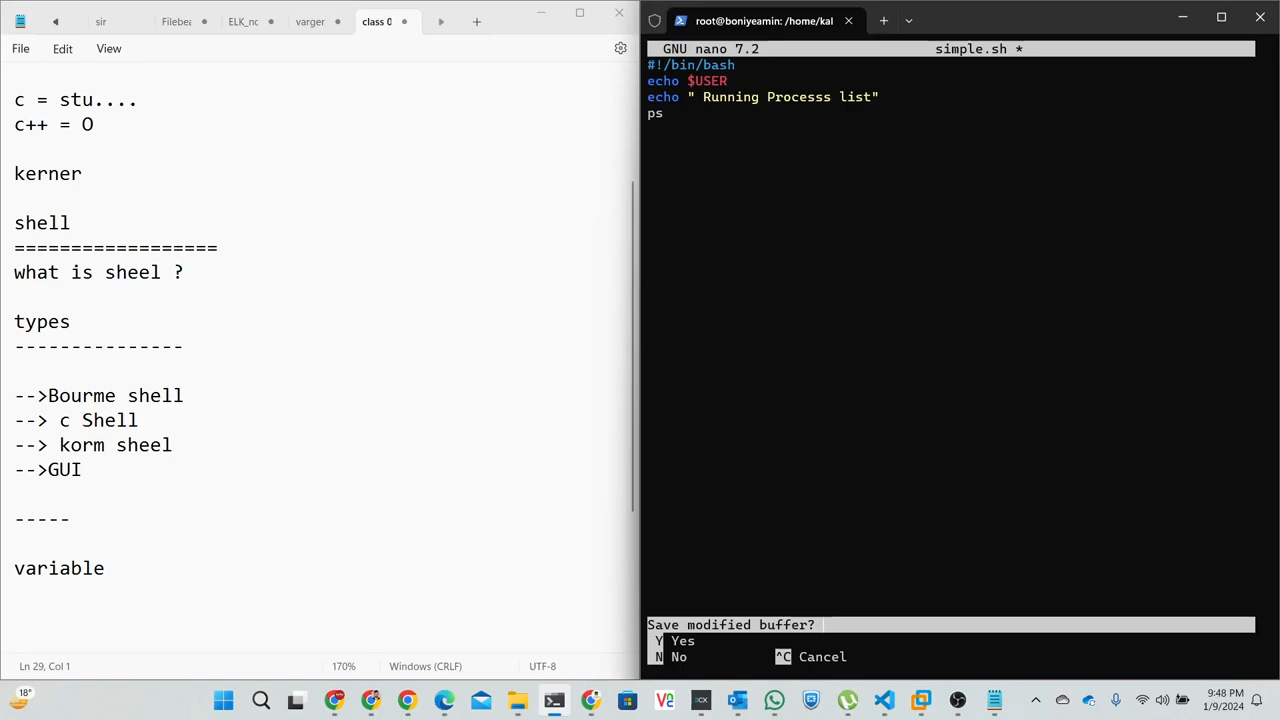 sir
Filebea
ELK_nc
varger
class 0
File Edit View
c = stu....
c++ = O
kerner
shell
==================
what is sheel ?
types
---------------
-->Bourme shell
--> c Shell
--> korm sheel
-->GUI
-----
variable
Ln 29, Col 1
170%
Windows (CRLF)
UTF-8
root@boniyeamin: /home/kal
GNU nano 7.2
simple.sh *
#!/bin/bash
echo $USER
echo " Running Processs list"
ps
Save modified buffer?
Y Yes
N No
^C Cancel
18°
9:48 PM
1/9/2024